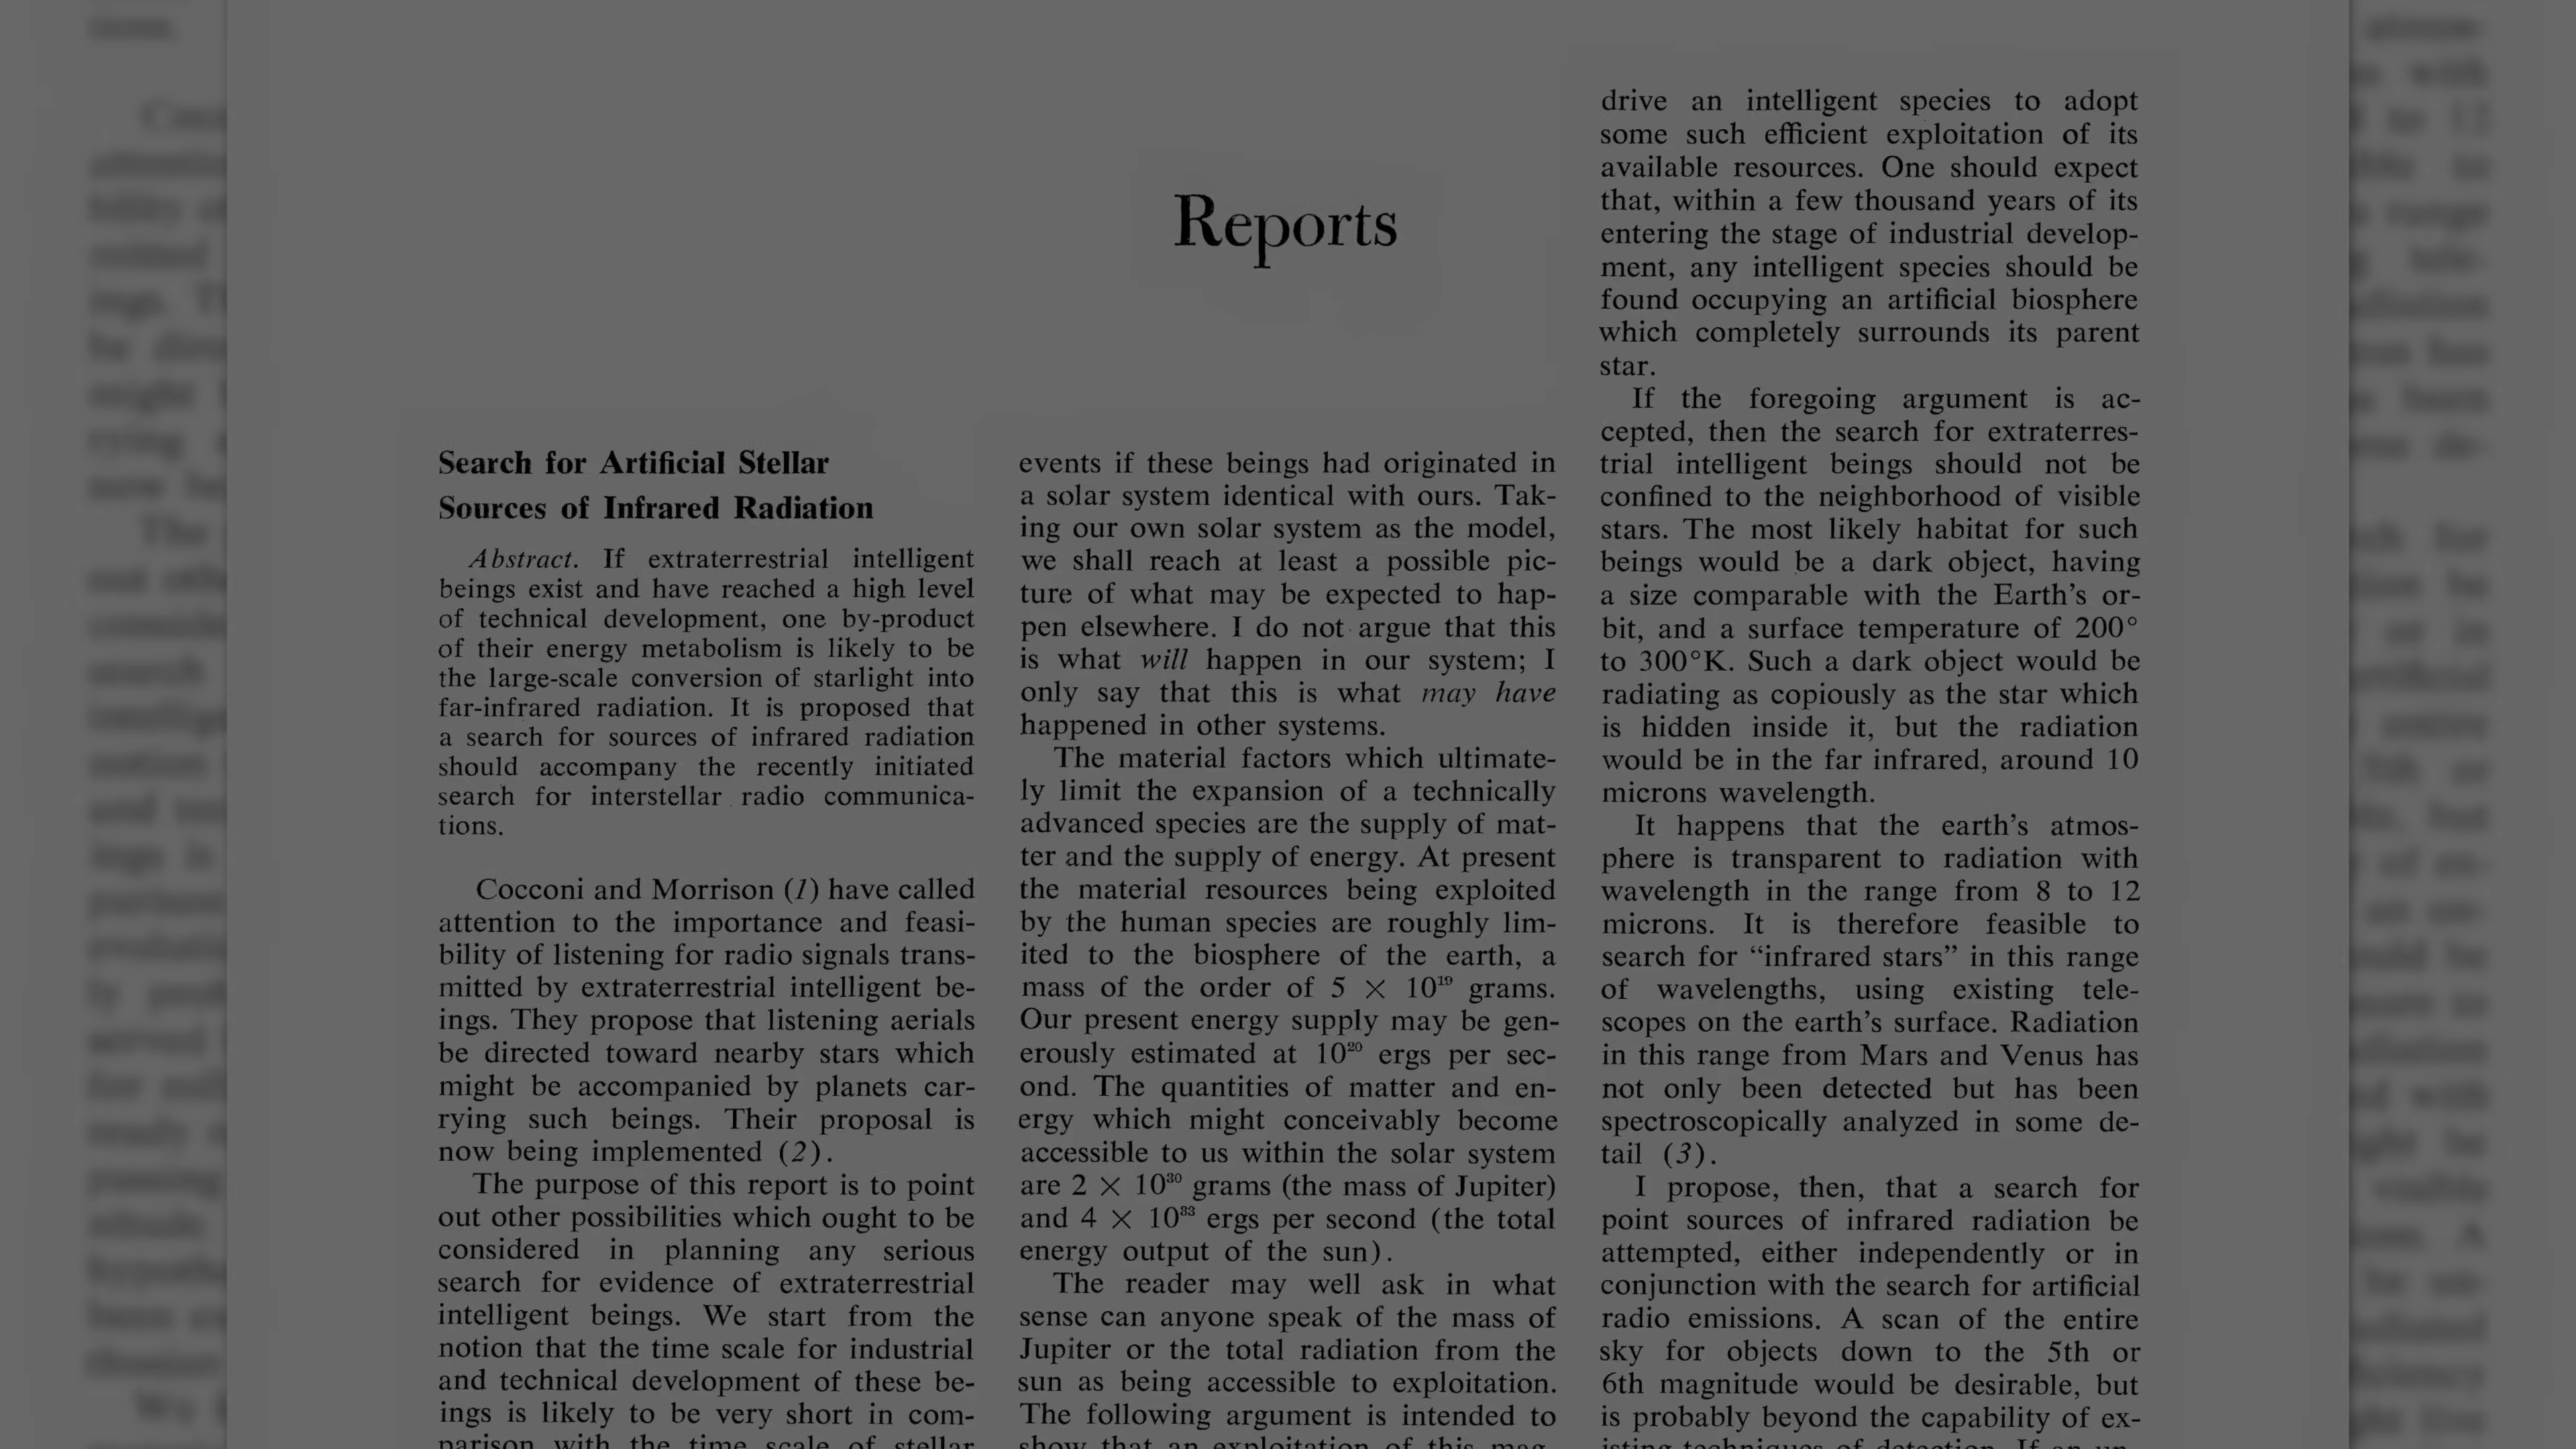 Reports
Search for Artificial Stellar
Sources of Infrared Radiation
Abstract. If extraterrestrial intelligent
beings exist and have reached a high level
of technical development, one by-product
of their energy metabolism is likely to be
the large-scale conversion of starlight into
far-infrared radiation. It is proposed that
a search for sources of infrared radiation
should accompany the recently initiated
search for interstellar radio communica-
tions.
Cocconi and Morrison (1) have called
attention to the importance and feasi-
bility of listening for radio signals trans-
mitted by extraterrestrial intelligent be-
ings. They propose that listening aerials
be directed toward nearby stars which
might be accompanied by planets car-
rying such beings. Their proposal is
now being implemented (2).
The purpose of this report is to point
out other possibilities which ought to be
considered in planning any serious
search for evidence of extraterrestrial
intelligent beings. We start from the
notion that the time scale for industrial
and technical development of these be-
ings is likely to be very short in com-
parison with the time scale of stellar
events if these beings had originated in
a solar system identical with ours. Tak-
ing our own solar system as the model,
we shall reach at least a possible pic-
ture of what may be expected to hap-
pen elsewhere. I do not argue that this
is what will happen in our system; I
only say that this is what may have
happened in other systems.
The material factors which ultimate-
ly limit the expansion of a technically
advanced species are the supply of mat-
ter and the supply of energy. At present
the material resources being exploited
by the human species are roughly lim-
ited to the biosphere of the earth, a
mass of the order of 5 × 10¹⁹ grams.
Our present energy supply may be gen-
erously estimated at 10²⁰ ergs per sec-
ond. The quantities of matter and en-
ergy which might conceivably become
accessible to us within the solar system
are 2 × 10³⁰ grams (the mass of Jupiter)
and 4 × 10³³ ergs per second (the total
energy output of the sun).
The reader may well ask in what
sense can anyone speak of the mass of
Jupiter or the total radiation from the
sun as being accessible to exploitation.
The following argument is intended to
show that an exploitation of this mag-
drive an intelligent species to adopt
some such efficient exploitation of its
available resources. One should expect
that, within a few thousand years of its
entering the stage of industrial develop-
ment, any intelligent species should be
found occupying an artificial biosphere
which completely surrounds its parent
star.
If the foregoing argument is ac-
cepted, then the search for extraterres-
trial intelligent beings should not be
confined to the neighborhood of visible
stars. The most likely habitat for such
beings would be a dark object, having
a size comparable with the Earth's or-
bit, and a surface temperature of 200°
to 300°K. Such a dark object would be
radiating as copiously as the star which
is hidden inside it, but the radiation
would be in the far infrared, around 10
microns wavelength.
It happens that the earth's atmos-
phere is transparent to radiation with
wavelength in the range from 8 to 12
microns. It is therefore feasible to
search for “infrared stars” in this range
of wavelengths, using existing tele-
scopes on the earth's surface. Radiation
in this range from Mars and Venus has
not only been detected but has been
spectroscopically analyzed in some de-
tail (3).
I propose, then, that a search for
point sources of infrared radiation be
attempted, either independently or in
conjunction with the search for artificial
radio emissions. A scan of the entire
sky for objects down to the 5th or
6th magnitude would be desirable, but
is probably beyond the capability of ex-
isting techniques of detection. If an un-